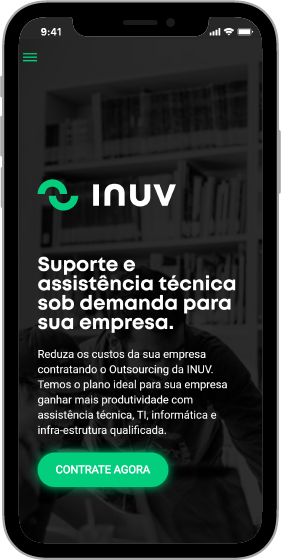 9:41
INUV
Suporte e
assistência técnica
sob demanda para
sua empresa.
Reduza os custos da sua empresa
contratando o Outsourcing da INUV.
Temos o plano ideal para sua empresa
ganhar mais produtividade com
assistência técnica, TI, informática e
infra-estrutura qualificada.
CONTRATE AGORA